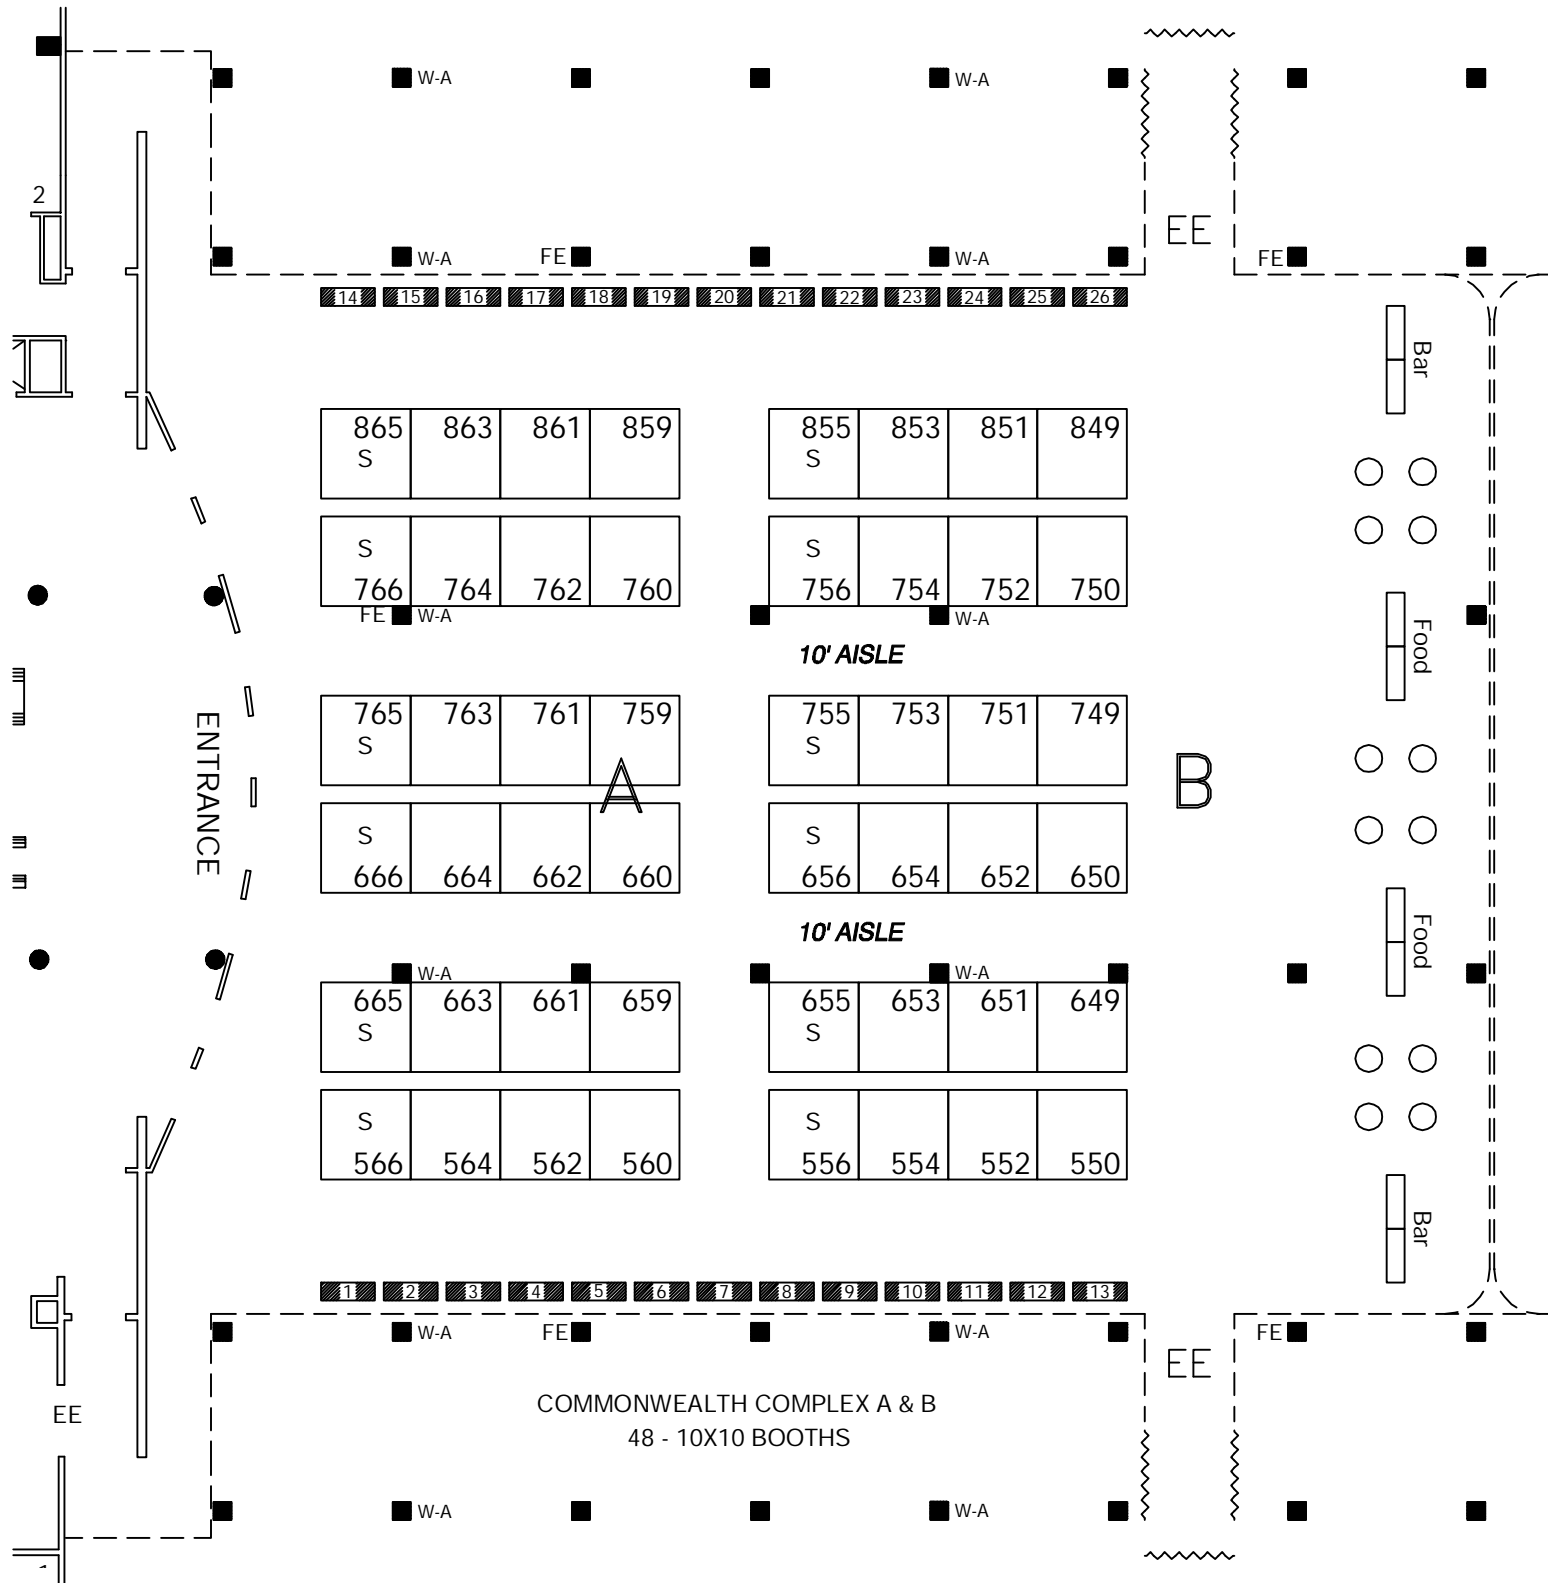 W-A W-A
2
EE
W-A FE W-A FE
14 15 16 17 18 19 20 21 22 23 24 25 26
Bar
865 863 861 859 855 853 851 849
S S
S S
766 764 762 760 756 754 752 750
FE W-A W-A
Food
10' AISLE
ENTRANCE
765 763 761 759 755 753 751 749
S S
A B
S S
666 664 662 660 656 654 652 650
10' AISLE
Food
W-A W-A
665 663 661 659 655 653 651 649
S S
S S
566 564 562 560 556 554 552 550
Bar
1 2 3 4 5 6 7 8 9 10 11 12 13
W-A FE W-A FE
EE
COMMONWEALTH COMPLEX A & B
EE
48 - 10X10 BOOTHS
W-A W-A